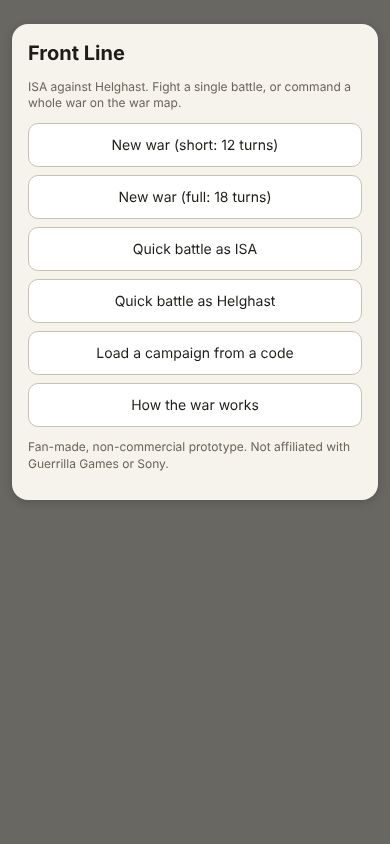 Front Line
ISA against Helghast. Fight a single battle, or command a
whole war on the war map.
New war (short: 12 turns)
New war (full: 18 turns)
Quick battle as ISA
Quick battle as Helghast
Load a campaign from a code
How the war works
Fan-made, non-commercial prototype. Not affiliated with
Guerrilla Games or Sony.